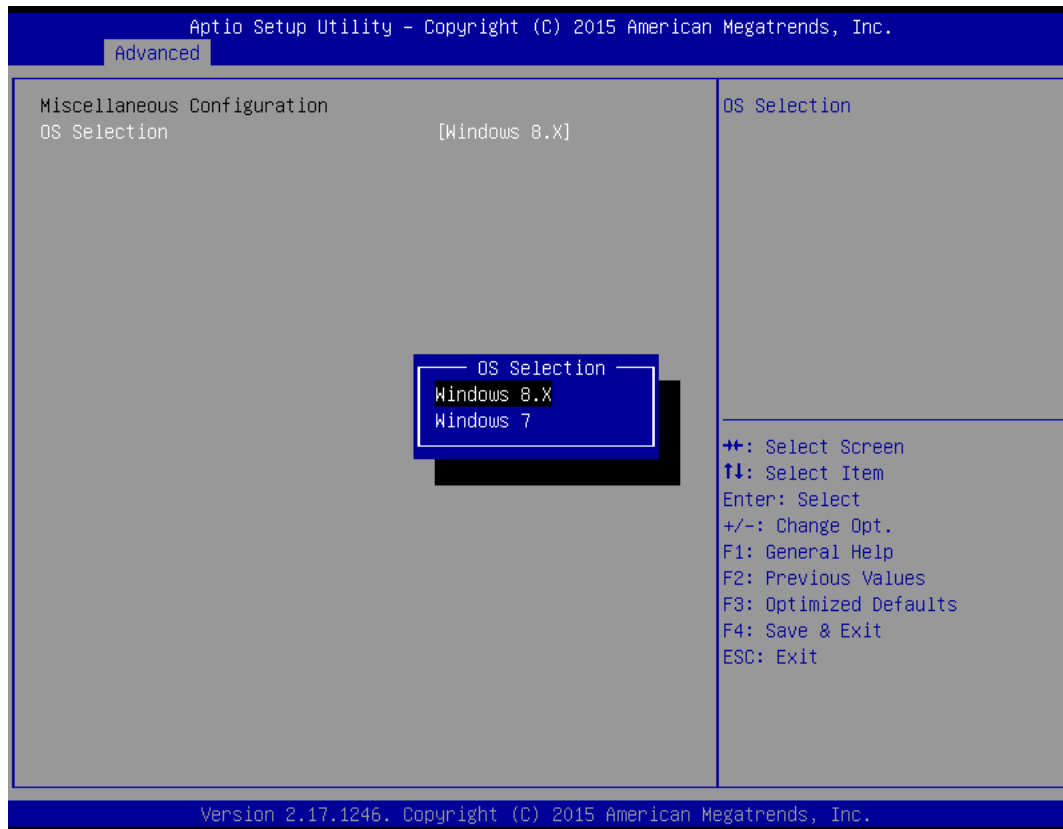 Aptio Setup Utility – Copyright (C) 2015 American Megatrends, Inc.
Advanced
Miscellaneous Configuration
OS Selection [Windows 8.X]
OS Selection
Windows 8.X
Windows 7
OS Selection
→←: Select Screen
↑↓: Select Item
Enter: Select
+/-: Change Opt.
F1: General Help
F2: Previous Values
F3: Optimized Defaults
F4: Save & Exit
ESC: Exit
Version 2.17.1246. Copyright (C) 2015 American Megatrends, Inc.